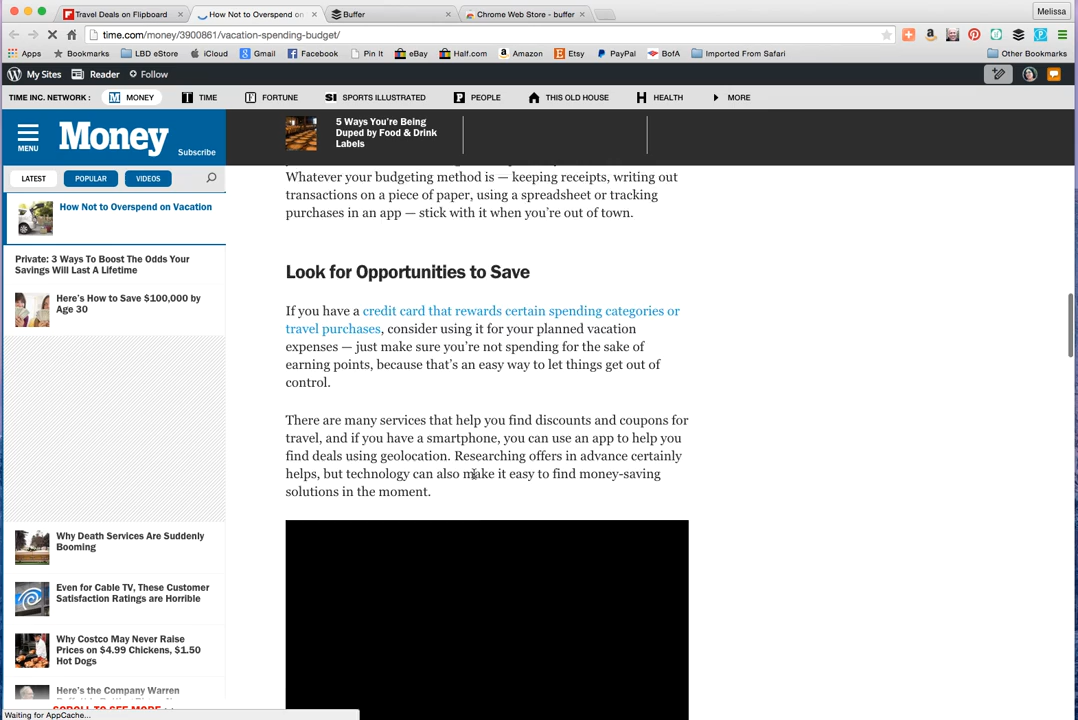 Travel Deals on Flipboard
How Not to Overspend on
Buffer
Chrome Web Store - buffer
Melissa
time.com/money/3900861/vacation-spending-budget/
Apps
Bookmarks
LBD eStore
iCloud
Gmail
Facebook
Pin It
eBay
Half.com
Amazon
Etsy
PayPal
BofA
Imported From Safari
Other Bookmarks
My Sites
Reader
Follow
TIME INC. NETWORK :
M MONEY
T TIME
F FORTUNE
SI SPORTS ILLUSTRATED
P PEOPLE
THIS OLD HOUSE
H HEALTH
MORE
MENU
Money
Subscribe
5 Ways You're Being
Duped by Food & Drink
Labels
LATEST
POPULAR
VIDEOS
How Not to Overspend on Vacation
Private: 3 Ways To Boost The Odds Your
Savings Will Last A Lifetime
Here's How to Save $100,000 by
Age 30
Why Death Services Are Suddenly
Booming
Even for Cable TV, These Customer
Satisfaction Ratings are Horrible
Why Costco May Never Raise
Prices on $4.99 Chickens, $1.50
Hot Dogs
Here's the Company Warren
SCROLL TO SEE MORE
Whatever your budgeting method is — keeping receipts, writing out
transactions on a piece of paper, using a spreadsheet or tracking
purchases in an app — stick with it when you're out of town.
Look for Opportunities to Save
If you have a credit card that rewards certain spending categories or
travel purchases, consider using it for your planned vacation
expenses — just make sure you're not spending for the sake of
earning points, because that's an easy way to let things get out of
control.
There are many services that help you find discounts and coupons for
travel, and if you have a smartphone, you can use an app to help you
find deals using geolocation. Researching offers in advance certainly
helps, but technology can also make it easy to find money-saving
solutions in the moment.
Waiting for AppCache...